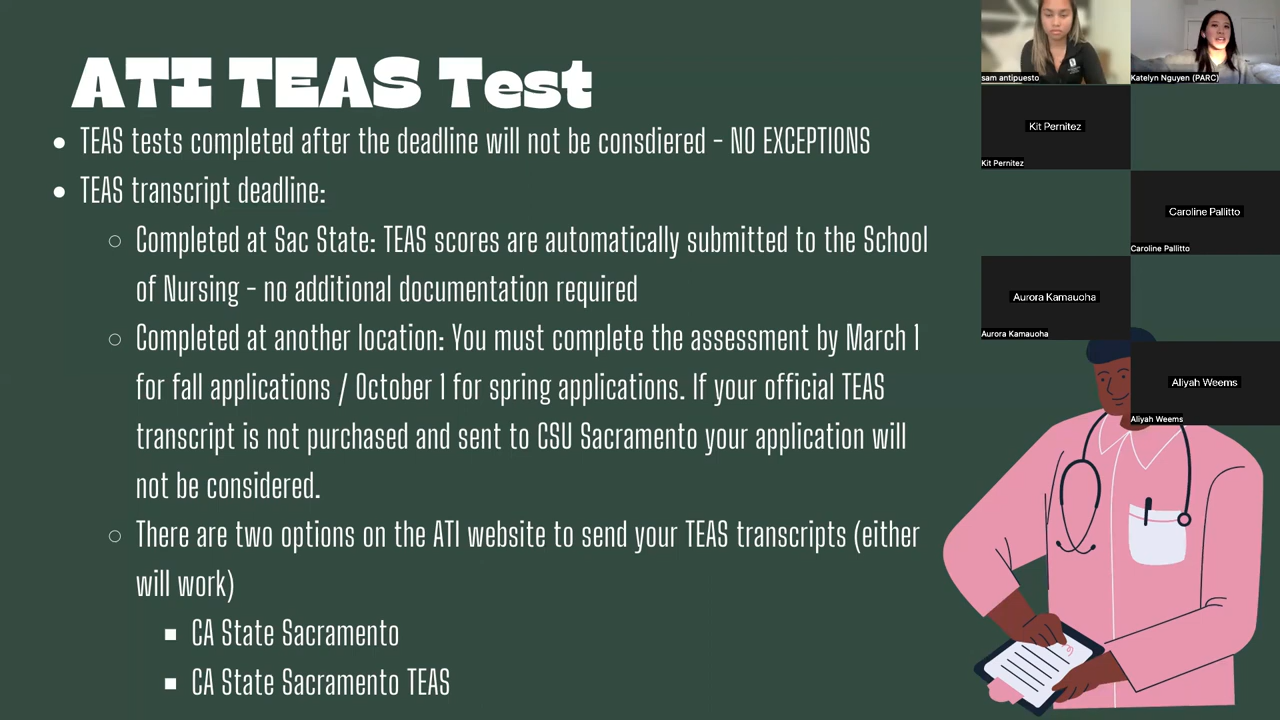 ATI TEAS Test
TEAS tests completed after the deadline will not be consdiered - NO EXCEPTIONS
TEAS transcript deadline:
Completed at Sac State: TEAS scores are automatically submitted to the School
of Nursing - no additional documentation required
Completed at another location: You must complete the assessment by March 1
for fall applications / October 1 for spring applications. If your official TEAS
transcript is not purchased and sent to CSU Sacramento your application will
not be considered.
There are two options on the ATI website to send your TEAS transcripts (either
will work)
CA State Sacramento
CA State Sacramento TEAS
sam antipuesto
Katelyn Nguyen (PARC)
Kit Pernitez
Kit Pernitez
Caroline Pallitto
Caroline Pallitto
Aurora Kamauoha
Aurora Kamauoha
Aliyah Weems
Aliyah Weems